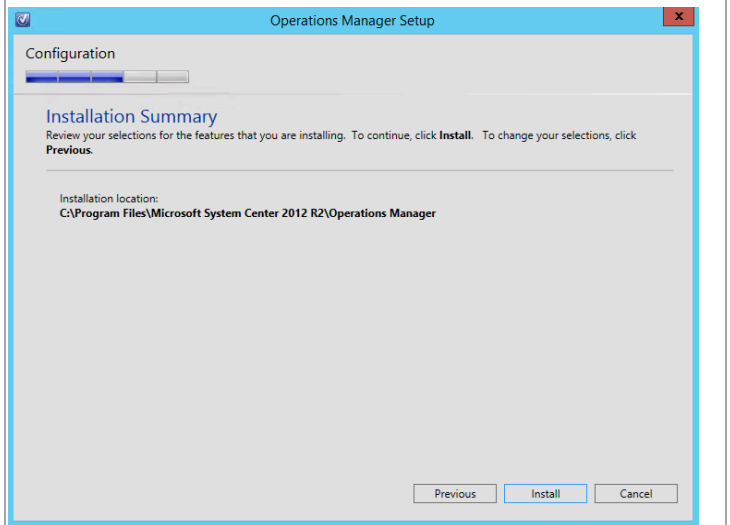 Operations Manager Setup
x
Configuration
Installation Summary
Review your selections for the features that you are installing. To continue, click Install. To change your selections, click
Previous.
Installation location:
C:\Program Files\Microsoft System Center 2012 R2\Operations Manager
Previous Install Cancel